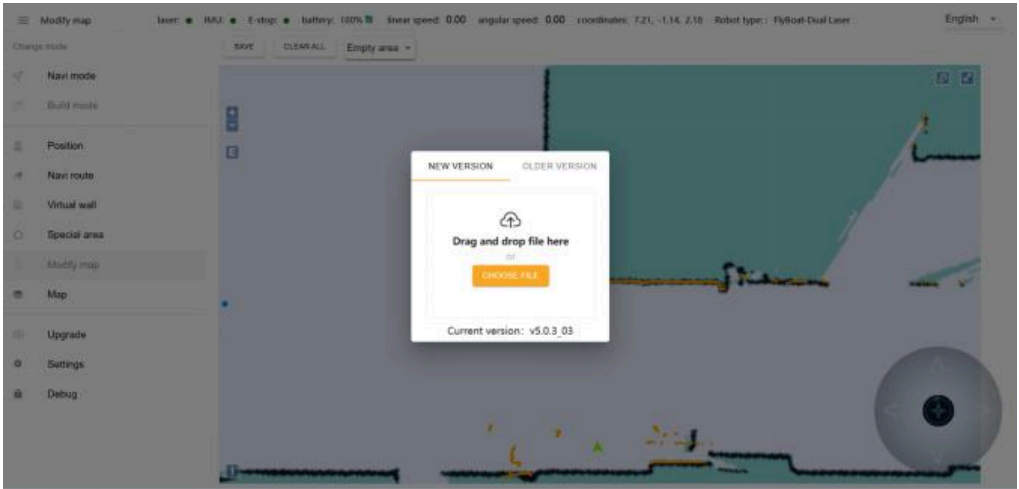 Modify map
laser: IMU: E-stop: battery: 100% linear speed: 0.00 angular speed: 0.00 coordinates: 7.21, -1.14, 2.18 Robot type: : FlyBoat-Dual Laser
English
Change mode
SAVE CLEAR ALL Empty area
Navi mode
Build mode
Position
Navi route
Virtual wall
Special area
Modify map
Map
Upgrade
Settings
Debug
NEW VERSION OLDER VERSION
Drag and drop file here
or
CHOOSE FILE
Current version: v5.0.3_03